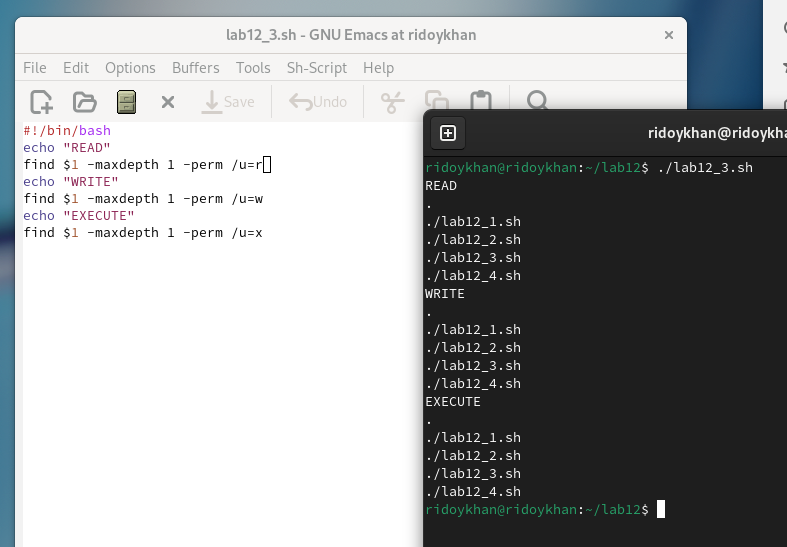 lab12_3.sh - GNU Emacs at ridoykhan
File Edit Options Buffers Tools Sh-Script Help
Save Undo
#!/bin/bash
echo "READ"
find $1 -maxdepth 1 -perm /u=r
echo "WRITE"
find $1 -maxdepth 1 -perm /u=w
echo "EXECUTE"
find $1 -maxdepth 1 -perm /u=x
ridoykhan@ridoykha
ridoykhan@ridoykhan:~/lab12$ ./lab12_3.sh
READ
.
./lab12_1.sh
./lab12_2.sh
./lab12_3.sh
./lab12_4.sh
WRITE
.
./lab12_1.sh
./lab12_2.sh
./lab12_3.sh
./lab12_4.sh
EXECUTE
.
./lab12_1.sh
./lab12_2.sh
./lab12_3.sh
./lab12_4.sh
ridoykhan@ridoykhan:~/lab12$